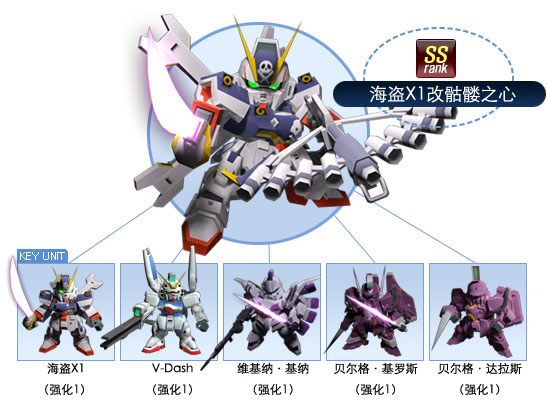 SS
rank
海盗X1改骷髅之心
KEY UNIT
海盗X1
(强化1)
V-Dash
(强化1)
维基纳·基纳
(强化1)
贝尔格·基罗斯
(强化1)
贝尔格·达拉斯
(强化1)